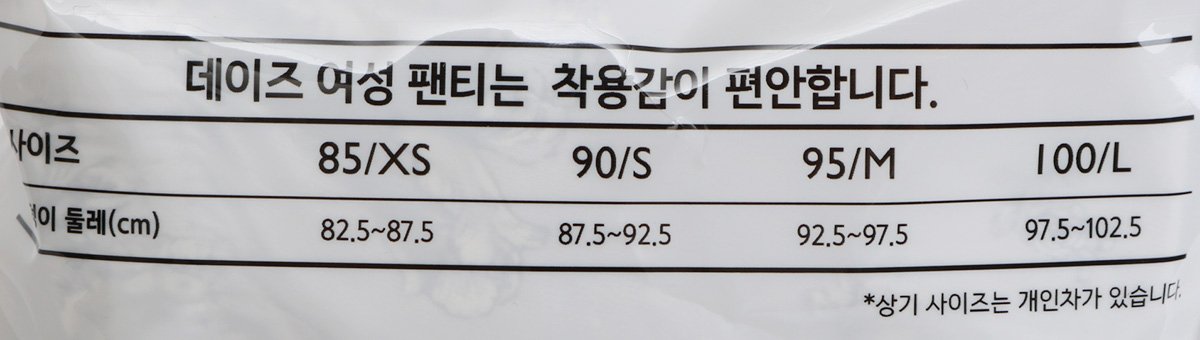 데이즈 여성 팬티는 착용감이 편안합니다.
사이즈 85/XS 90/S 95/M 100/L
둘레(cm) 82.5~87.5 87.5~92.5 92.5~97.5 97.5~102.5
*상기 사이즈는 개인차가 있습니다.